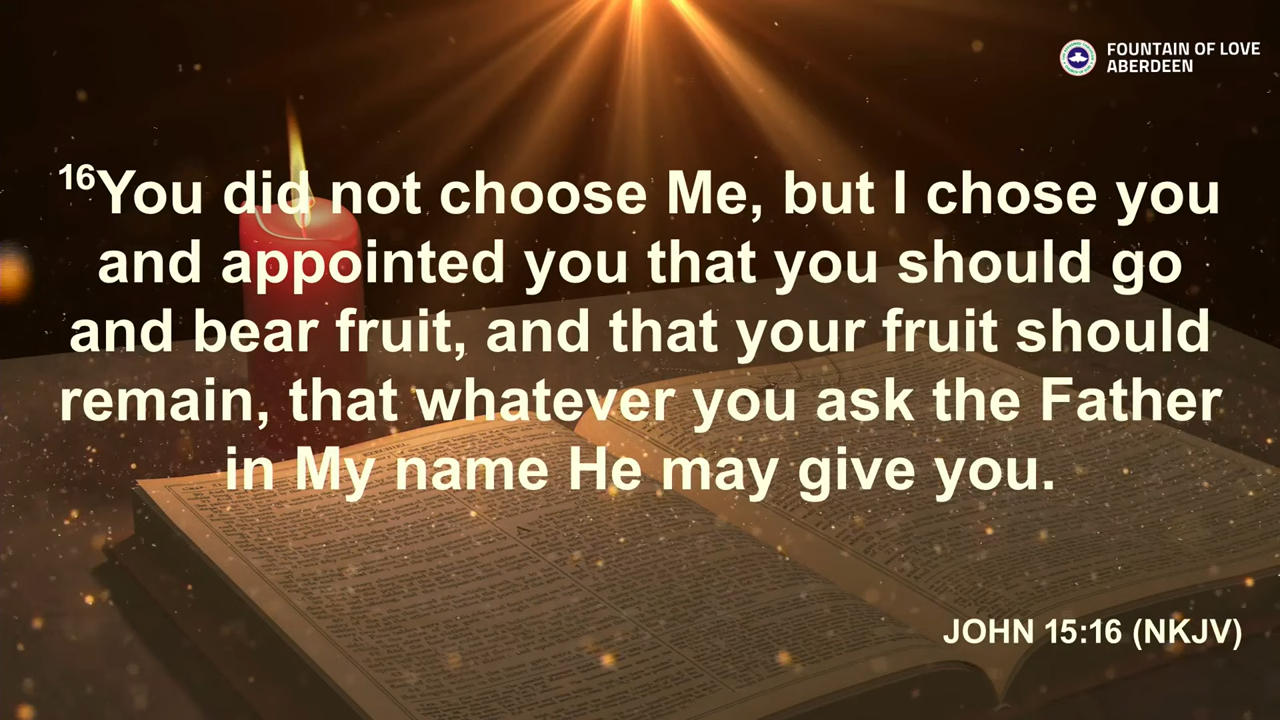 FOUNTAIN OF LOVE
ABERDEEN
16You did not choose Me, but I chose you
and appointed you that you should go
and bear fruit, and that your fruit should
remain, that whatever you ask the Father
in My name He may give you.
JOHN 15:16 (NKJV)